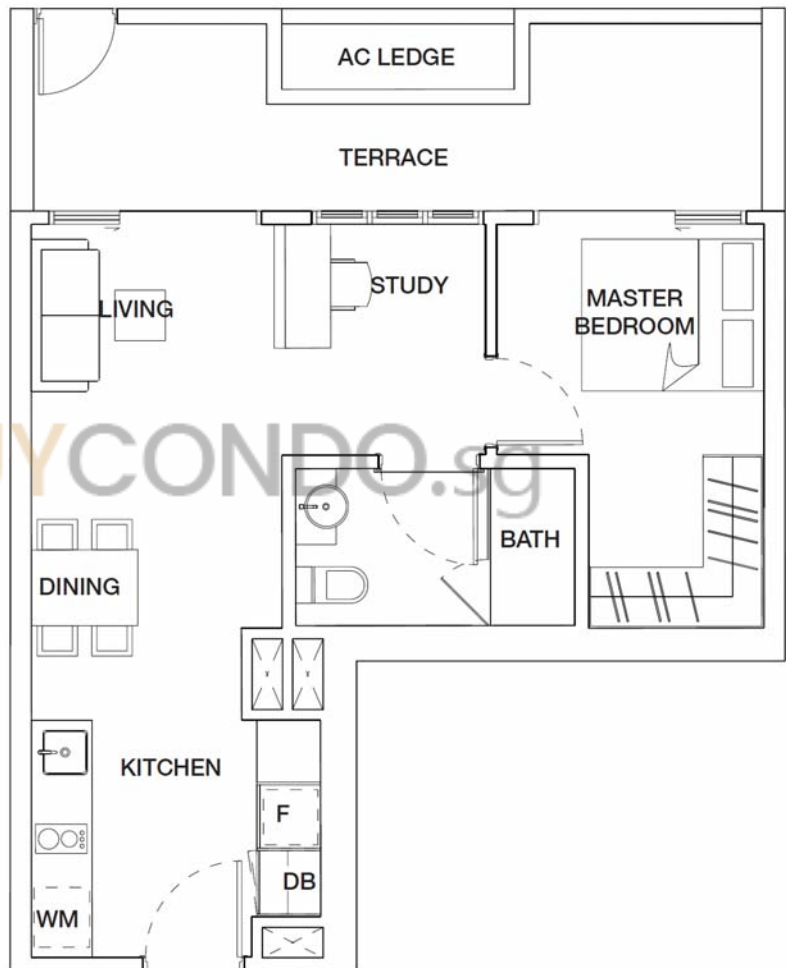 AC LEDGE
TERRACE
LIVING
STUDY
MASTER
BEDROOM
YCONDO.sg
BATH
DINING
KITCHEN
F
DB
WM